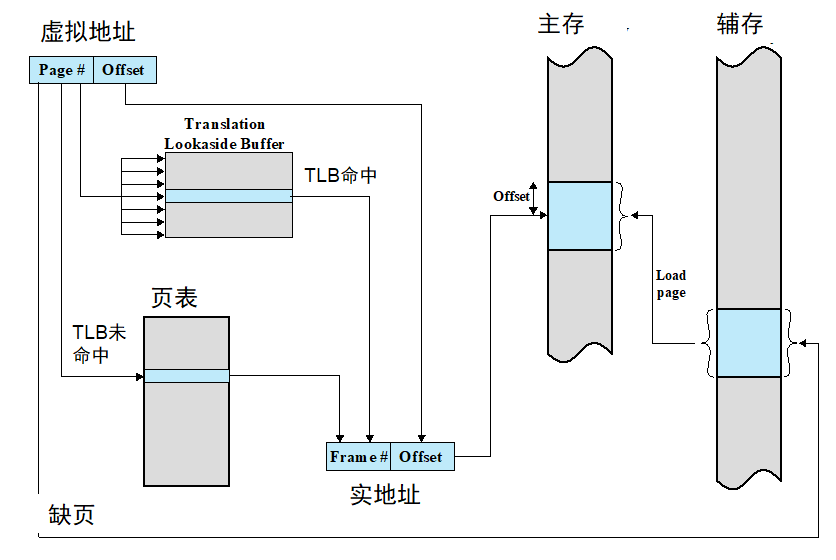 虚拟地址
主存
辅存
Page #
Offset
Translation
Lookaside Buffer
TLB命中
Offset
Load
page
页表
TLB未
命中
Frame #
Offset
实地址
缺页